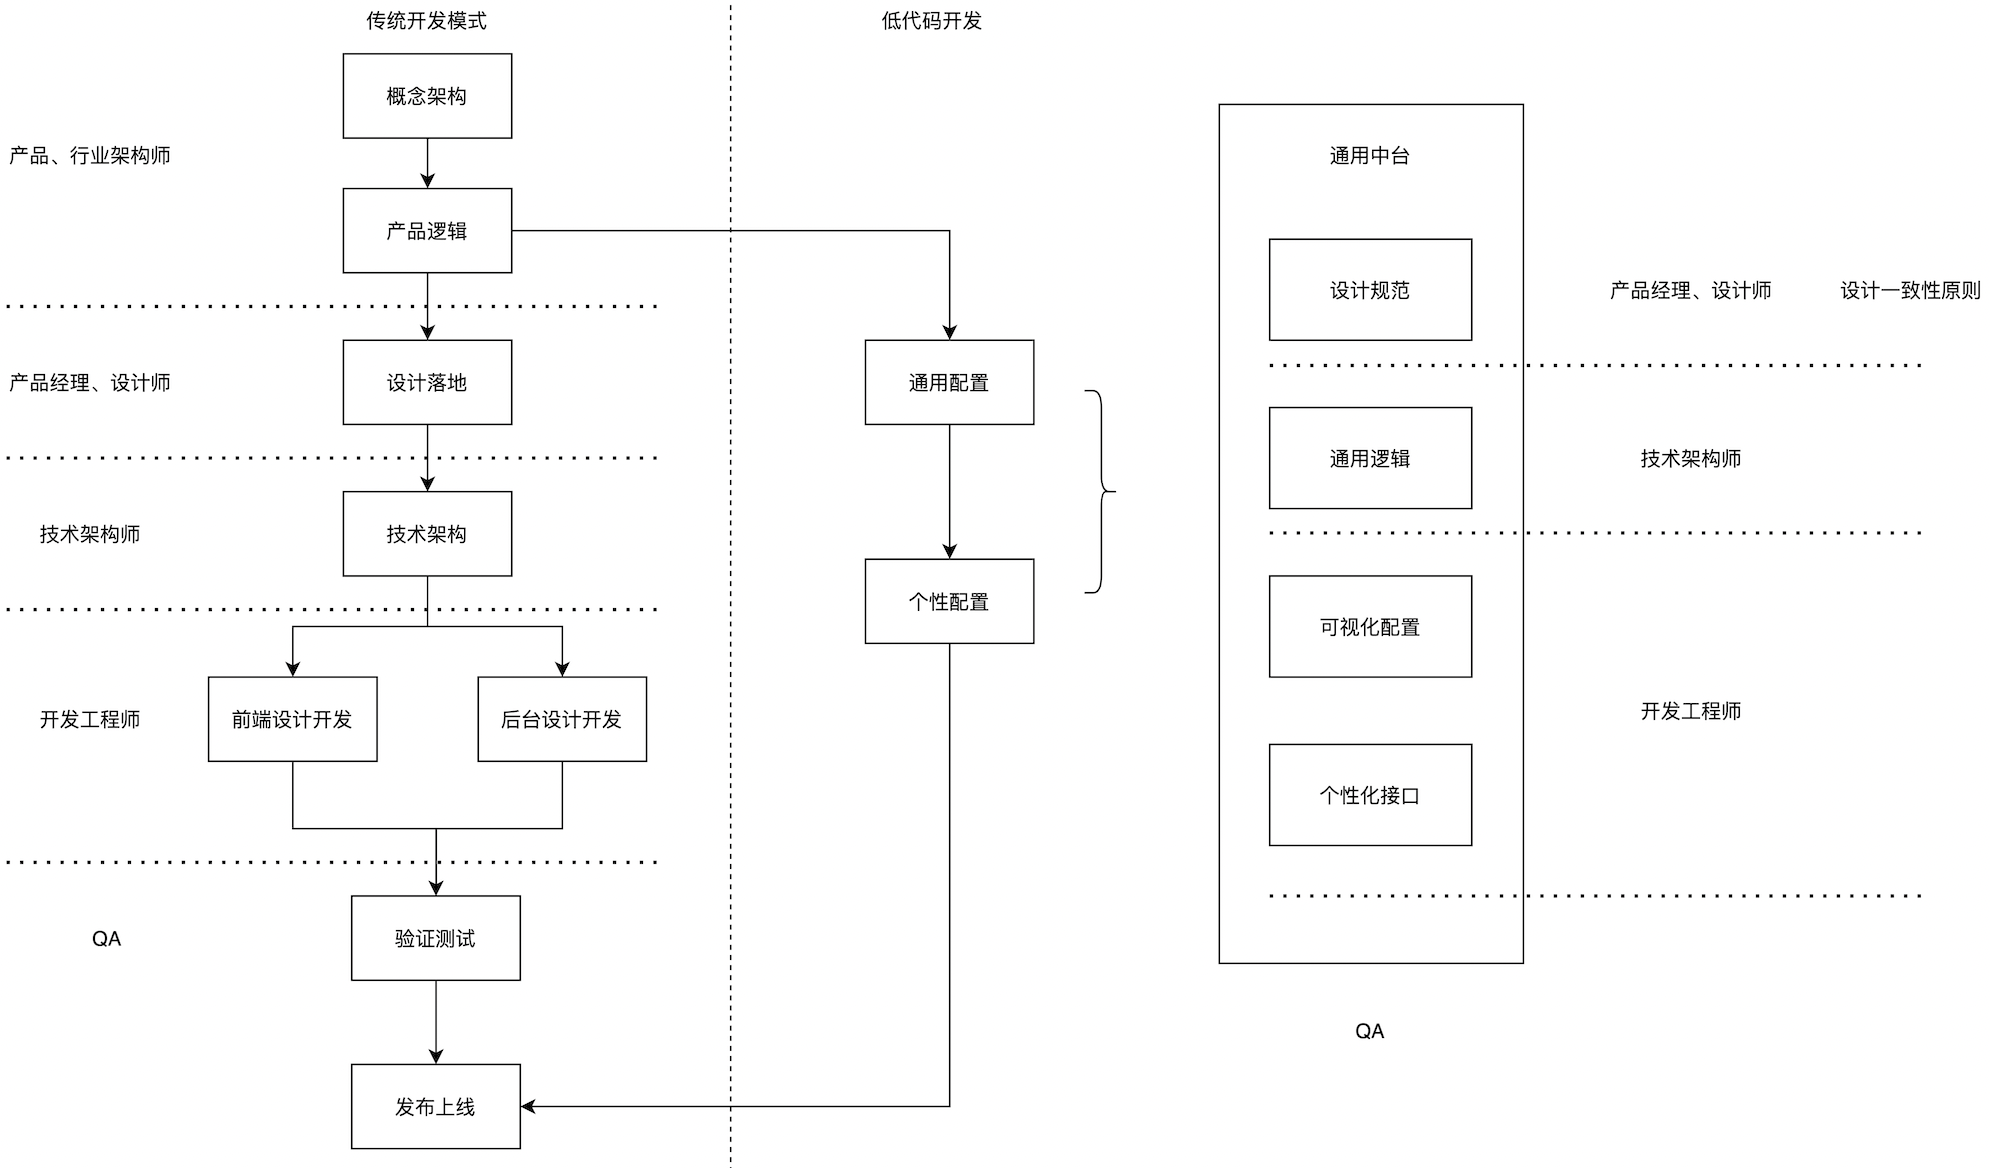 传统开发模式
低代码开发
概念架构
产品、行业架构师
通用中台
产品逻辑
设计规范
产品经理、设计师
设计一致性原则
产品经理、设计师
设计落地
通用配置
通用逻辑
技术架构师
技术架构师
技术架构
个性配置
可视化配置
开发工程师
开发工程师
前端设计开发
后台设计开发
个性化接口
QA
验证测试
QA
发布上线